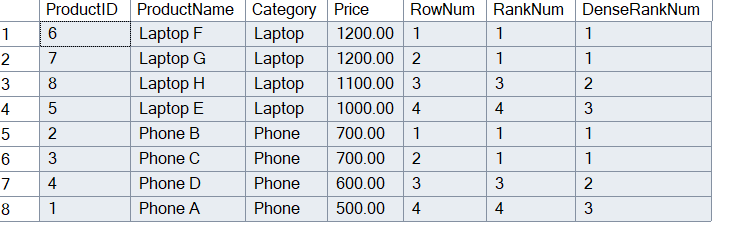 ProductID ProductName Category Price RowNum RankNum DenseRankNum
1 6 Laptop F Laptop 1200.00 1 1 1
2 7 Laptop G Laptop 1200.00 2 1 1
3 8 Laptop H Laptop 1100.00 3 3 2
4 5 Laptop E Laptop 1000.00 4 4 3
5 2 Phone B Phone 700.00 1 1 1
6 3 Phone C Phone 700.00 2 1 1
7 4 Phone D Phone 600.00 3 3 2
8 1 Phone A Phone 500.00 4 4 3